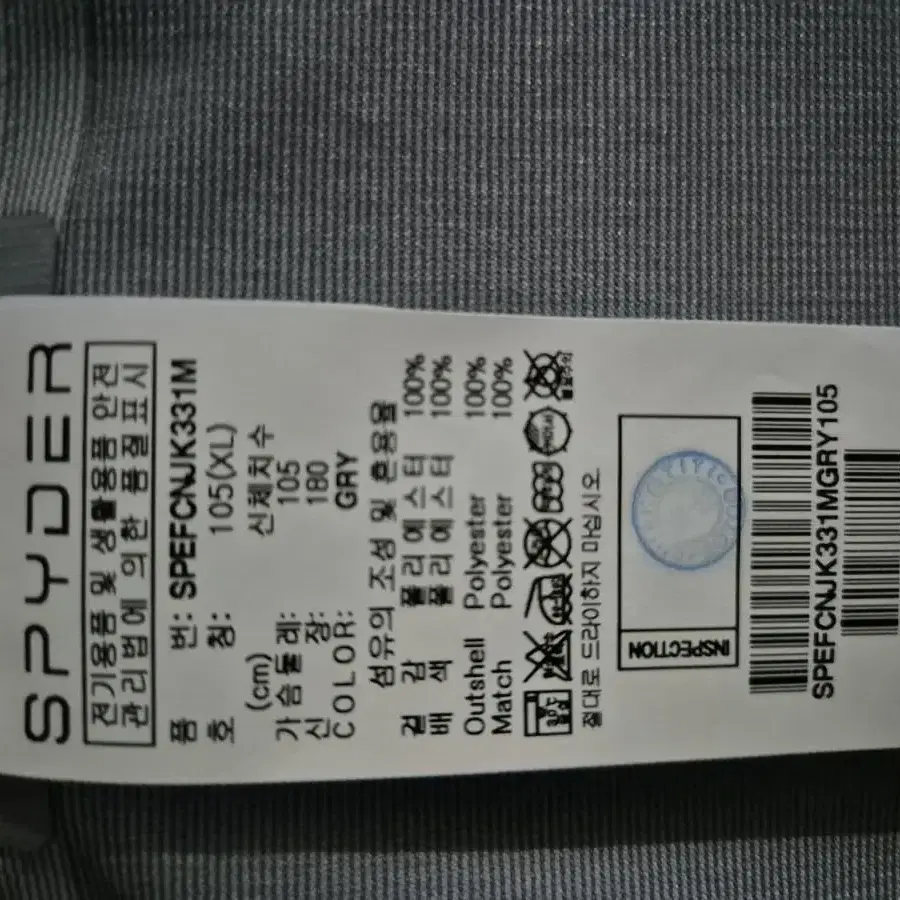 SPYDER
전기용품 및 생활용품 안전
관리법에 의한 품질표시
품 번: SPEFCNJK331M
호 칭: 105(XL)
(cm) 신체치수
가슴둘레: 105
신 장: 180
COLOR: GRY
섬유의 조성 및 혼용율
겉 감 폴리에스터 100%
배 색 폴리에스터 100%
Outshell Polyester 100%
Match Polyester 100%
절대로 드라이하지 마십시오
INSPECTION
SPEFCNJK331MGRY105